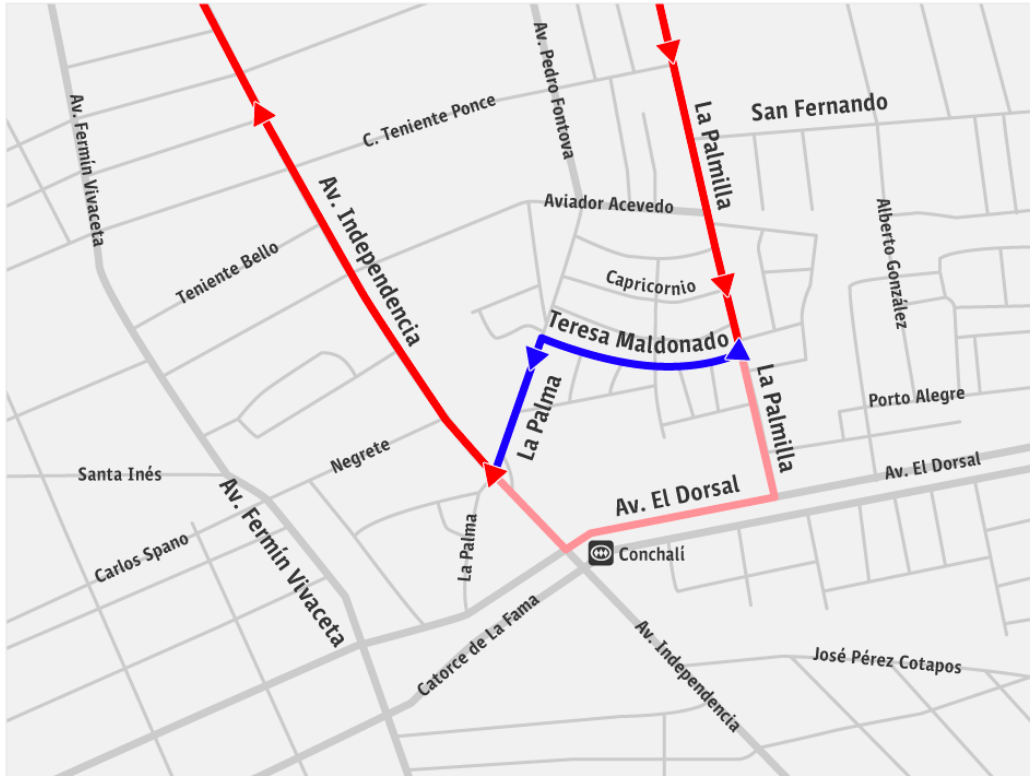 Av. Pedro Fontova
Av. Fermín Vivaceta
C. Teniente Ponce
La Palmilla
San Fernando
Av. Independencia
Aviador Acevedo
Alberto González
Teniente Bello
Capricornio
Teresa Maldonado
La Palma
La Palmilla
Porto Alegre
Negrete
Santa Inés
Av. El Dorsal
Av. El Dorsal
Av. Fermín Vivaceta
La Palma
Carlos Spano
Conchalí
Catorce de La Fama
Av. Independencia
José Pérez Cotapos